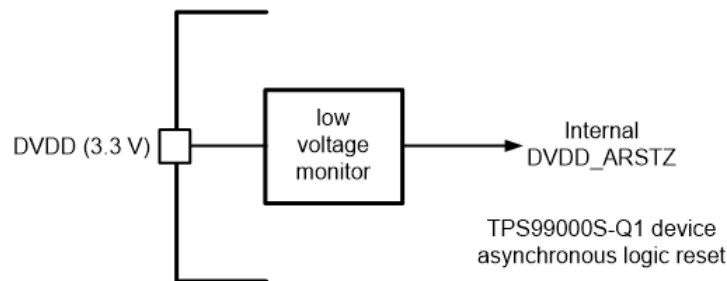 DVDD (3.3 V)
low
voltage
monitor
Internal
DVDD_ARSTZ
TPS99000S-Q1 device
asynchronous logic reset